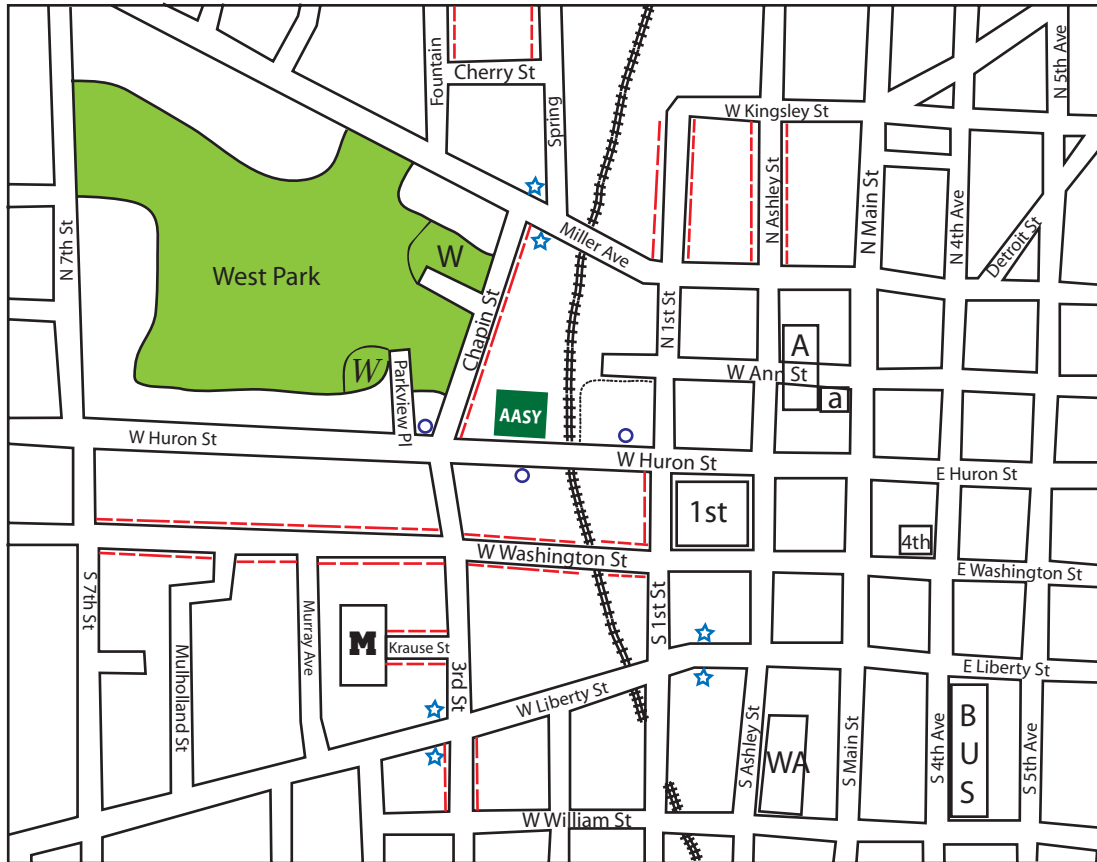 Fountain
Cherry St
Spring
N 5th Ave
W Kingsley St
N 7th St
West Park
W
Miller Ave
N Ashley St
N Main St
N 4th Ave
Detroit St
Chapin St
N 1st St
A
W Ann St
a
W
Parkview Pl
AASY
W Huron St
W Huron St
E Huron St
1st
4th
W Washington St
E Washington St
S 7th St
Mulholland St
Murray Ave
M
Krause St
3rd St
S 1st St
W Liberty St
E Liberty St
S Ashley St
WA
S Main St
S 4th Ave
B
U
S
S 5th Ave
W William St